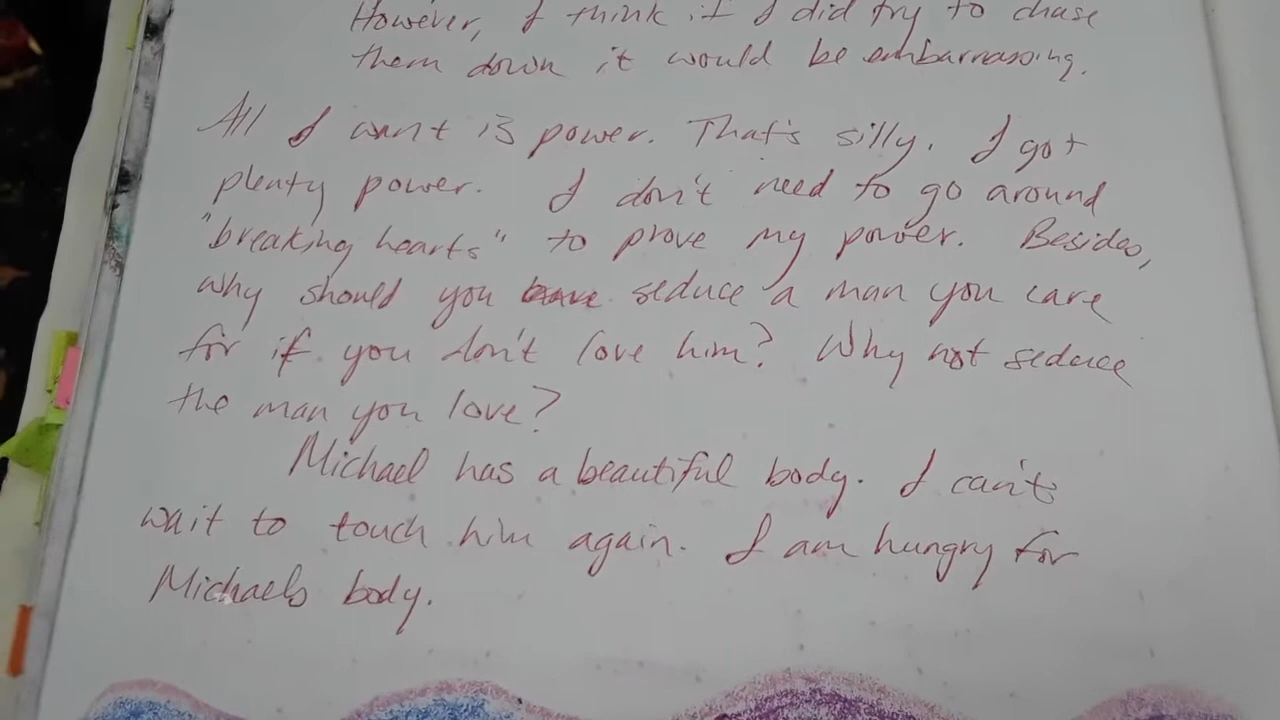 However, I think if I did try to chase
them down it would be embarrassing.
All I want is power. That's silly. I got
plenty power. I don't need to go around
"breaking hearts" to prove my power. Besides,
why should you seduce a man you care
for if you don't love him? Why not seduce
the man you love?
Michael has a beautiful body. I can't
wait to touch him again. I am hungry for
Michaels body.